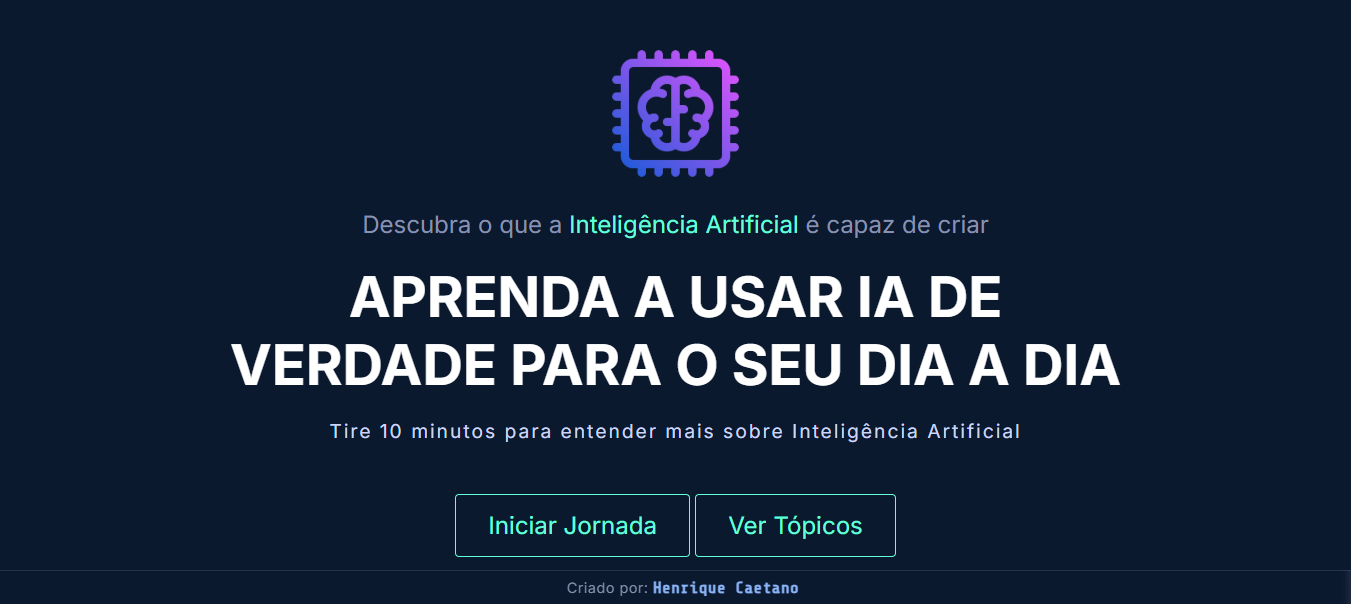 Descubra o que a Inteligência Artificial é capaz de criar
APRENDA A USAR IA DE
VERDADE PARA O SEU DIA A DIA
Tire 10 minutos para entender mais sobre Inteligência Artificial
Iniciar Jornada Ver Tópicos
Criado por: Henrique Caetano